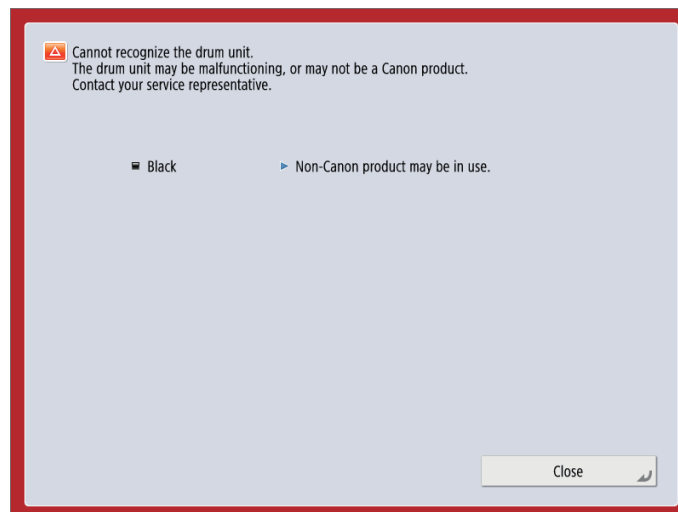 Cannot recognize the drum unit.
The drum unit may be malfunctioning, or may not be a Canon product.
Contact your service representative.
Black
Non-Canon product may be in use.
Close